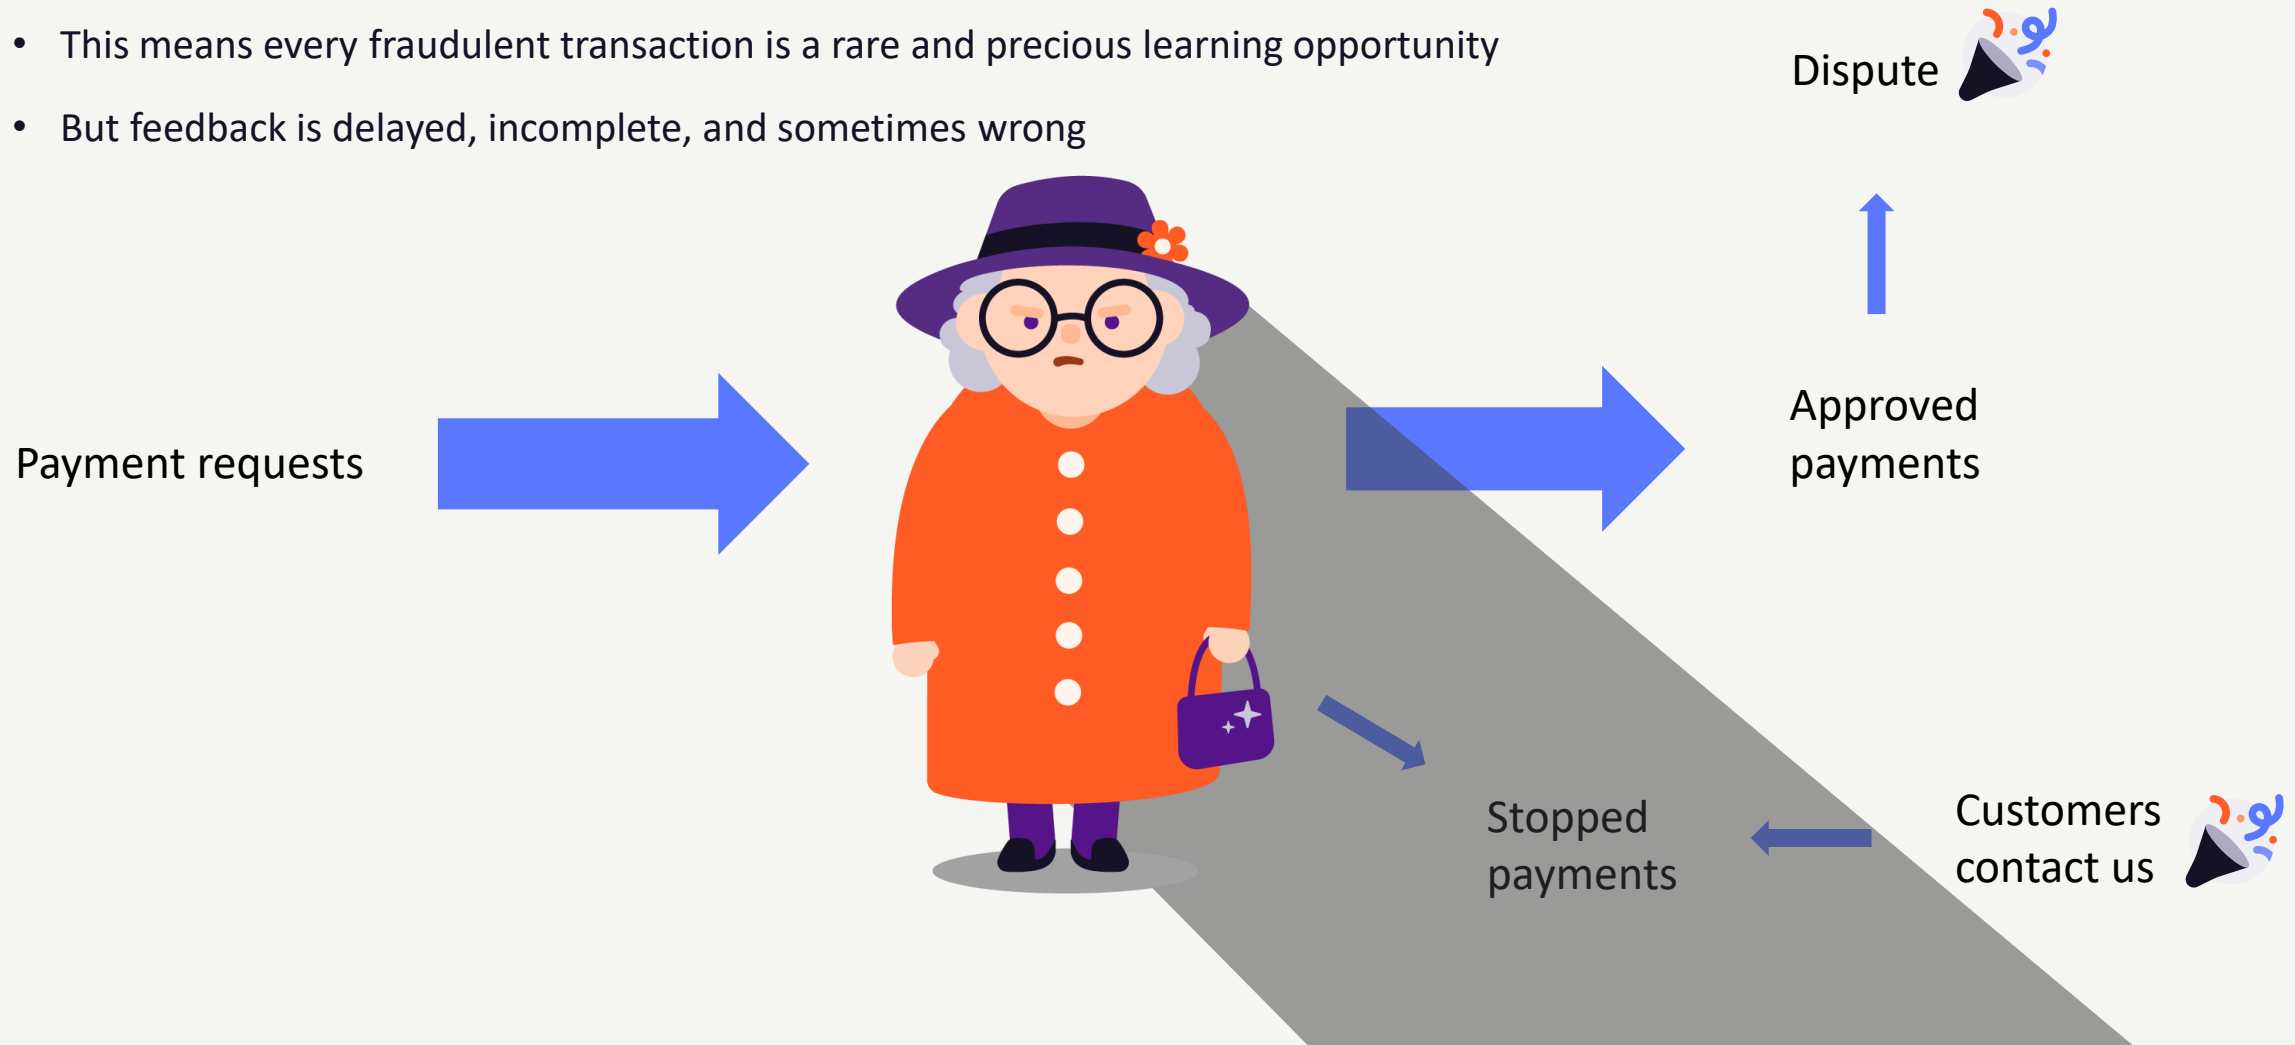 • This means every fraudulent transaction is a rare and precious learning opportunity
• But feedback is delayed, incomplete, and sometimes wrong
Dispute
Payment requests
Approved
payments
Stopped
payments
Customers
contact us